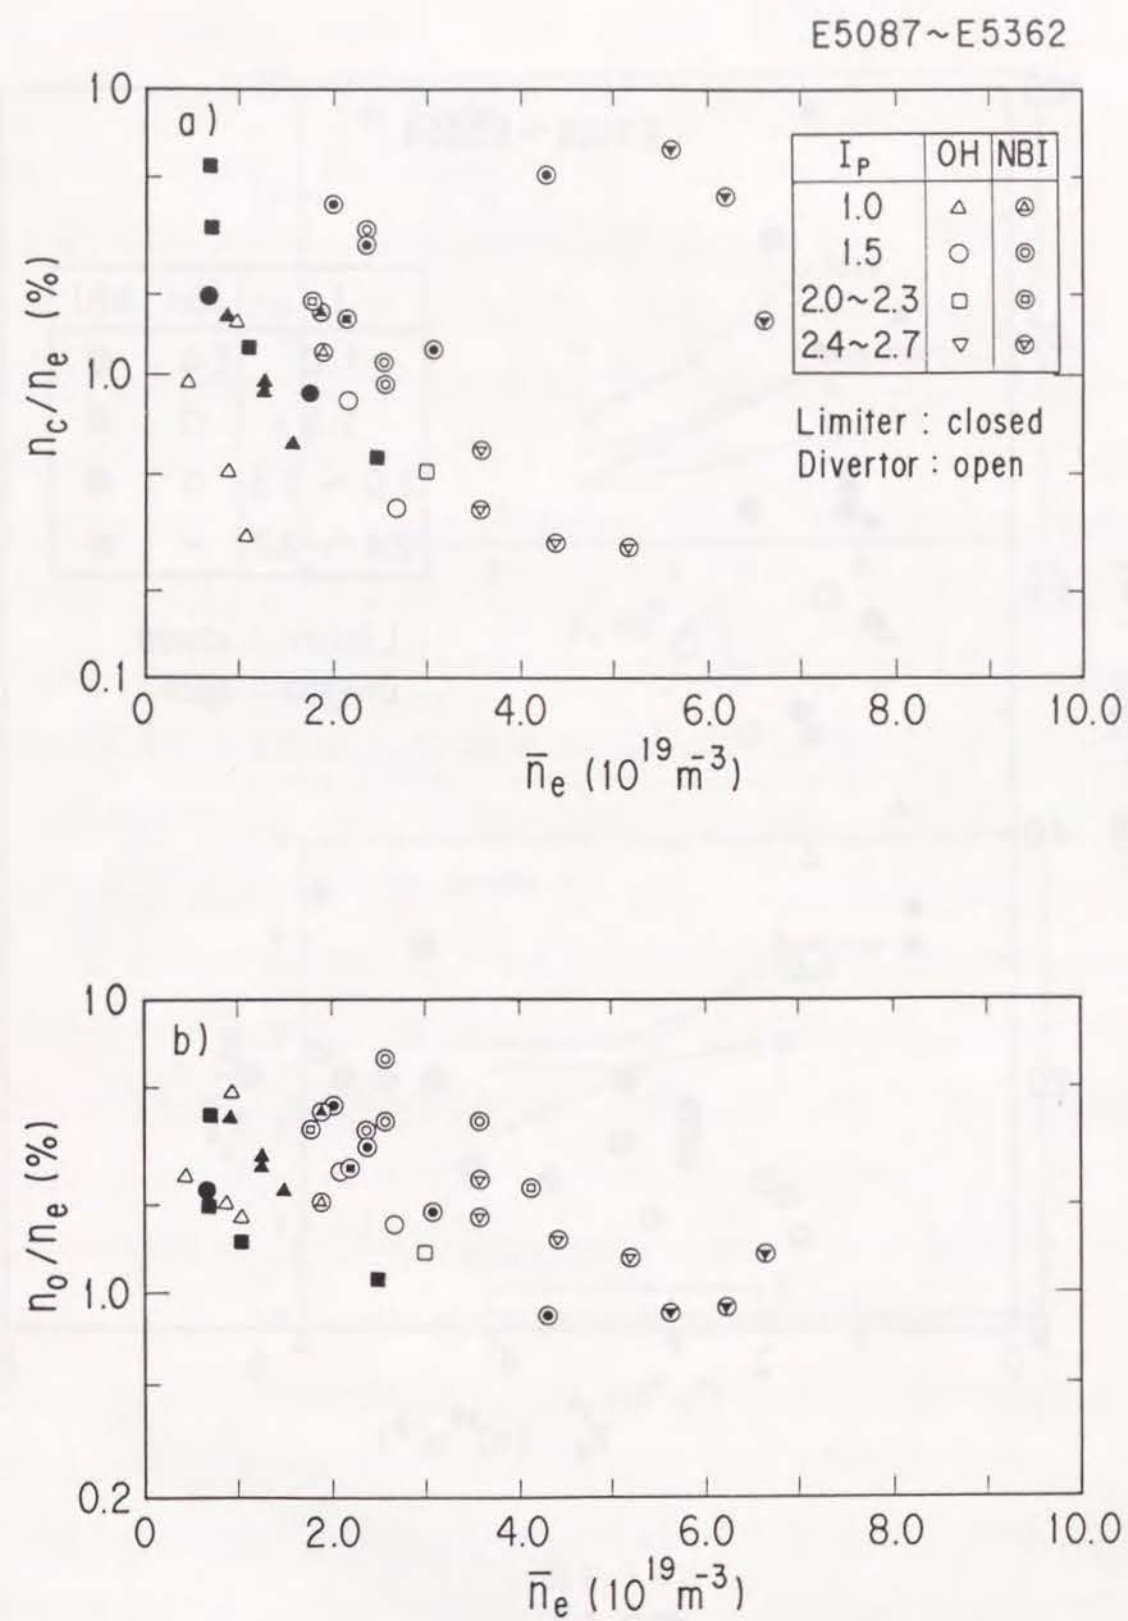 E5087~E5362
10
a)
I_P OH NBI
1.0 △
1.5 ○ ◎
2.0~2.3 □
2.4~2.7 ▽
n_c/n_e (%)
1.0
Limiter : closed
Divertor : open
0.1
0 2.0 4.0 6.0 8.0 10.0
n̄_e (10^19 m^-3)
10
b)
n_0/n_e (%)
1.0
0.2
0 2.0 4.0 6.0 8.0 10.0
n̄_e (10^19 m^-3)